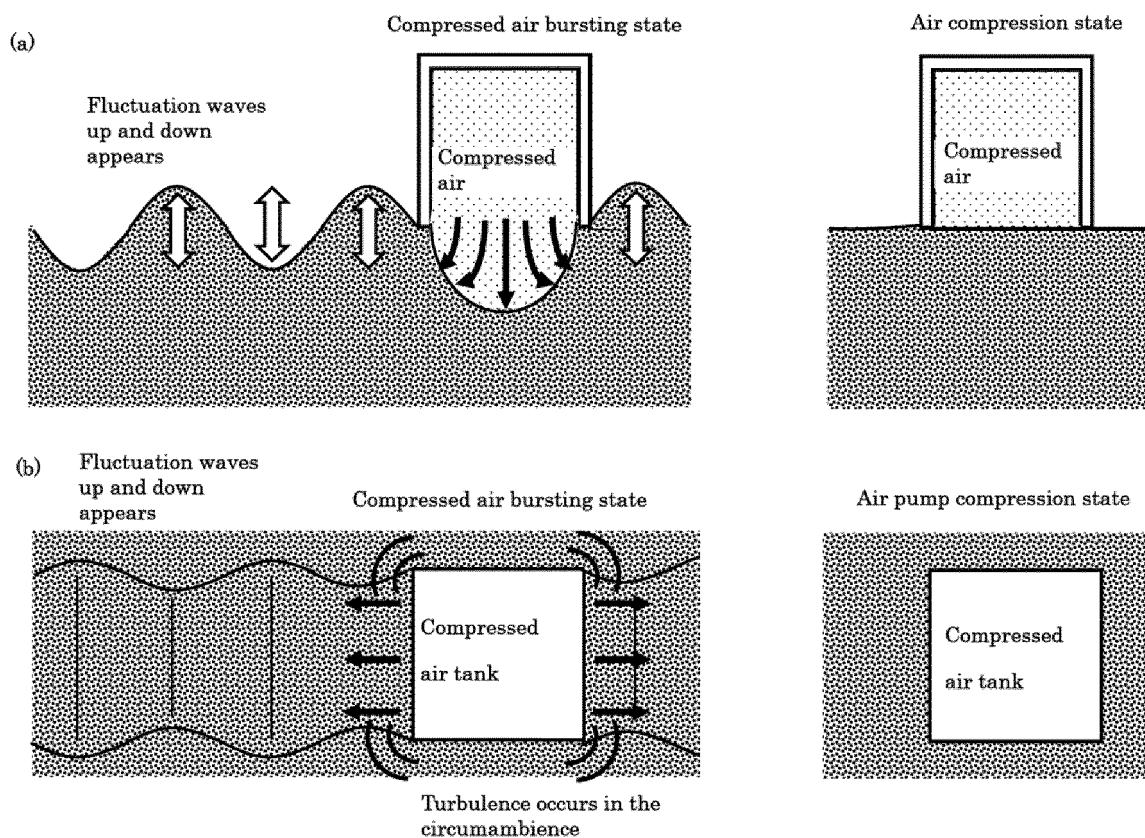 (a)
Compressed air bursting state
Air compression state
Fluctuation waves
up and down
appears
Compressed
air
Compressed
air
(b)
Fluctuation waves
up and down
appears
Compressed air bursting state
Air pump compression state
Compressed
air tank
Compressed
air tank
Turbulence occurs in the
circumambience